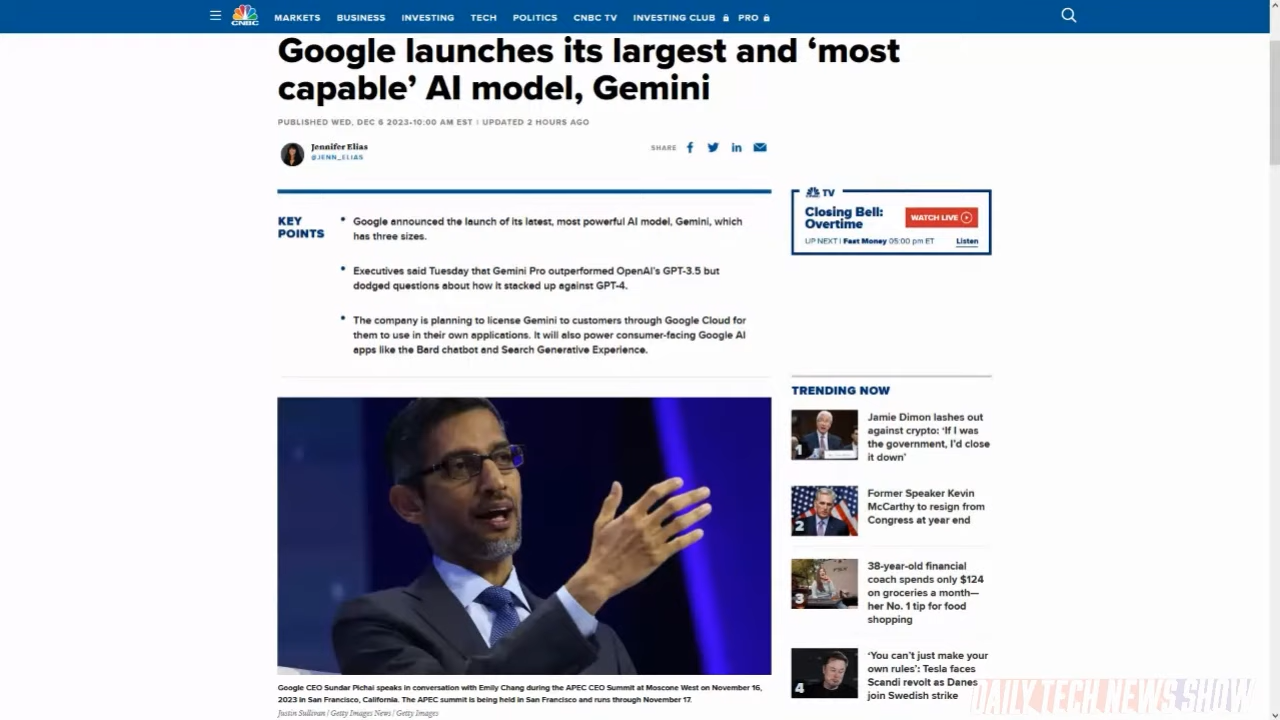 CNBC
MARKETS BUSINESS INVESTING TECH POLITICS CNBC TV INVESTING CLUB PRO
Google launches its largest and ‘most
capable’ AI model, Gemini
PUBLISHED WED, DEC 6 2023•10:00 AM EST | UPDATED 2 HOURS AGO
Jennifer Elias
@JENN_ELIAS
SHARE
KEY
POINTS
• Google announced the launch of its latest, most powerful AI model, Gemini, which
has three sizes.
• Executives said Tuesday that Gemini Pro outperformed OpenAI’s GPT-3.5 but
dodged questions about how it stacked up against GPT-4.
• The company is planning to license Gemini to customers through Google Cloud for
them to use in their own applications. It will also power consumer-facing Google AI
apps like the Bard chatbot and Search Generative Experience.
Google CEO Sundar Pichai speaks in conversation with Emily Chang during the APEC CEO Summit at Moscone West on November 16,
2023 in San Francisco, California. The APEC summit is being held in San Francisco and runs through November 17.
Justin Sullivan / Getty Images News / Getty Images
TV
Closing Bell:
Overtime
WATCH LIVE
UP NEXT | Fast Money 05:00 pm ET
Listen
TRENDING NOW
1
Jamie Dimon lashes out
against crypto: ‘If I was
the government, I’d close
it down’
2
Former Speaker Kevin
McCarthy to resign from
Congress at year end
3
38-year-old financial
coach spends only $124
on groceries a month—
her No. 1 tip for food
shopping
4
‘You can’t just make your
own rules’: Tesla faces
Scandi revolt as Danes
join Swedish strike
DAILY TECH NEWS SHOW